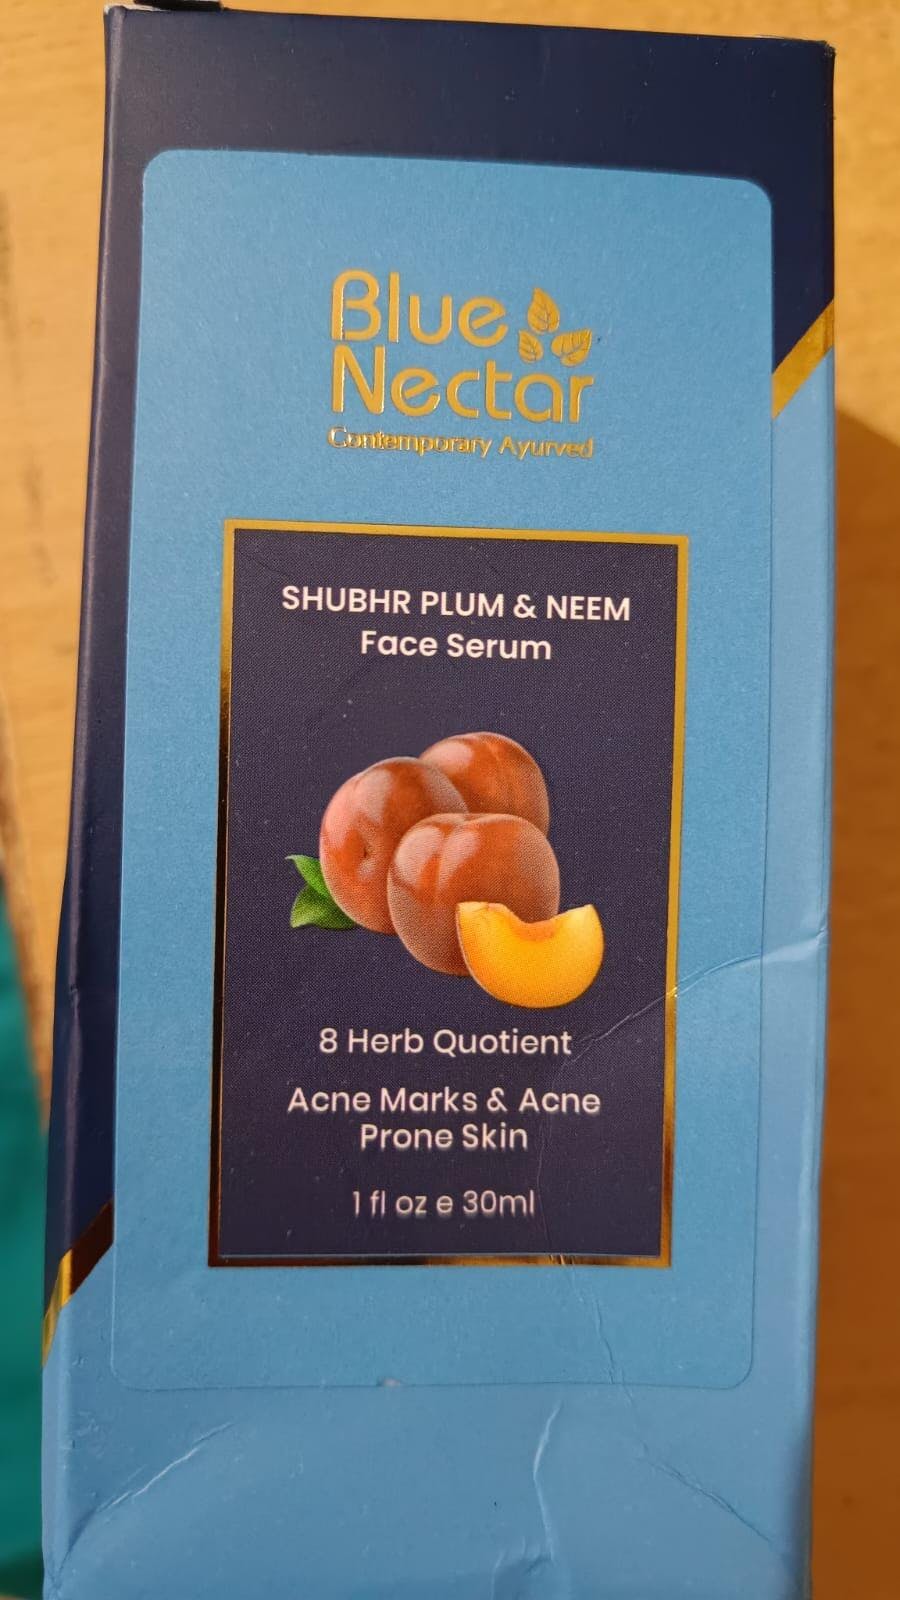 Blue
Nectar
Contemporary Ayurved
SHUBHR PLUM & NEEM
Face Serum
8 Herb Quotient
Acne Marks & Acne
Prone Skin
1 fl oz e 30ml